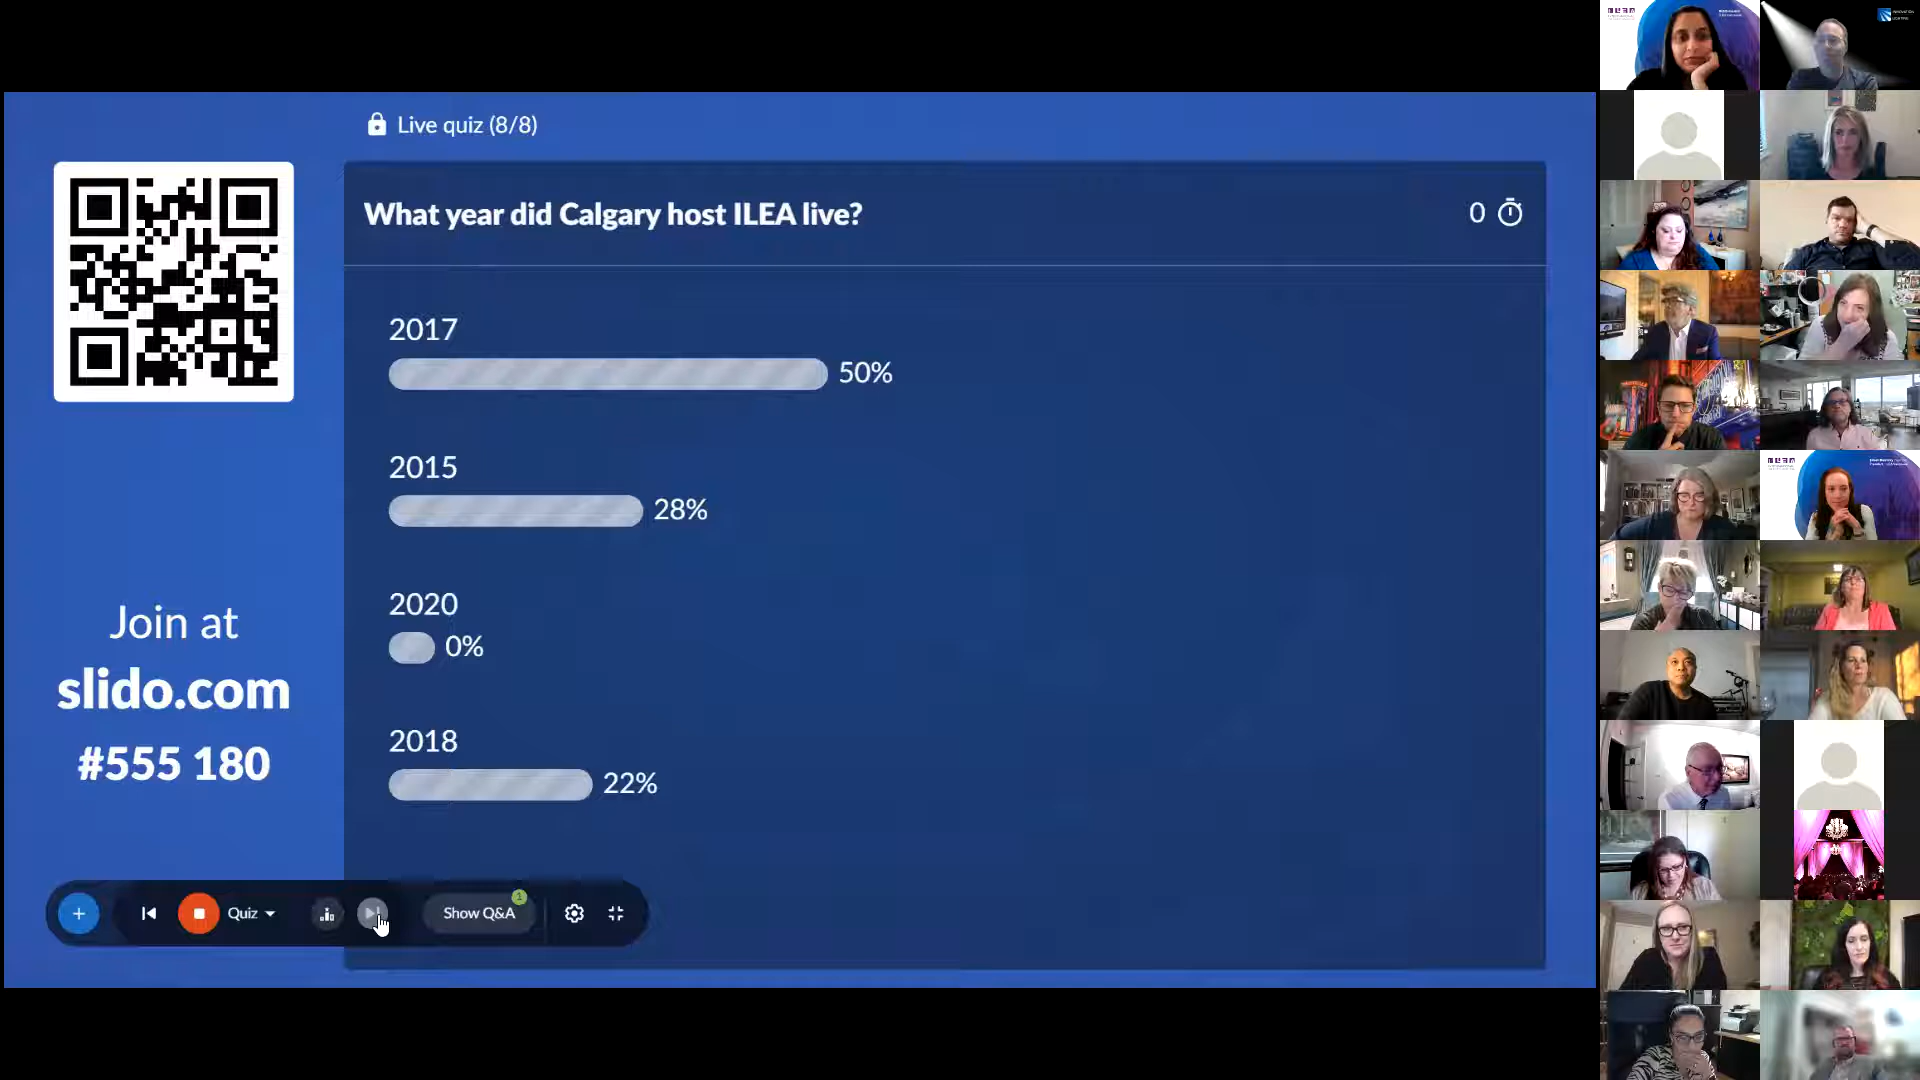 Live quiz (8/8)
What year did Calgary host ILEA live?
0
2017
50%
2015
28%
2020
0%
2018
22%
Join at
slido.com
#555 180
Quiz
Show Q&A
1